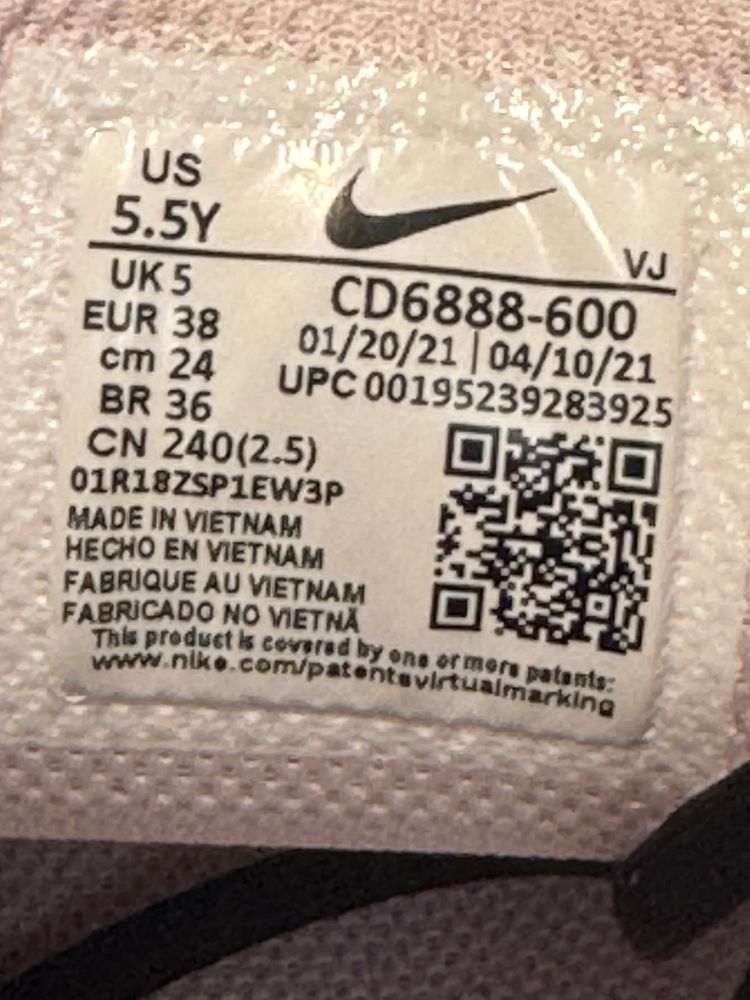 US
5.5Y
VJ
UK 5
EUR 38
cm 24
BR 36
CN 240(2.5)
CD6888-600
01/20/21 | 04/10/21
UPC 00195239283925
01R18ZSP1EW3P
MADE IN VIETNAM
HECHO EN VIETNAM
FABRIQUE AU VIETNAM
FABRICADO NO VIETNÃ
This product is covered by one or more patents:
www.nike.com/patentsvirtualmarking